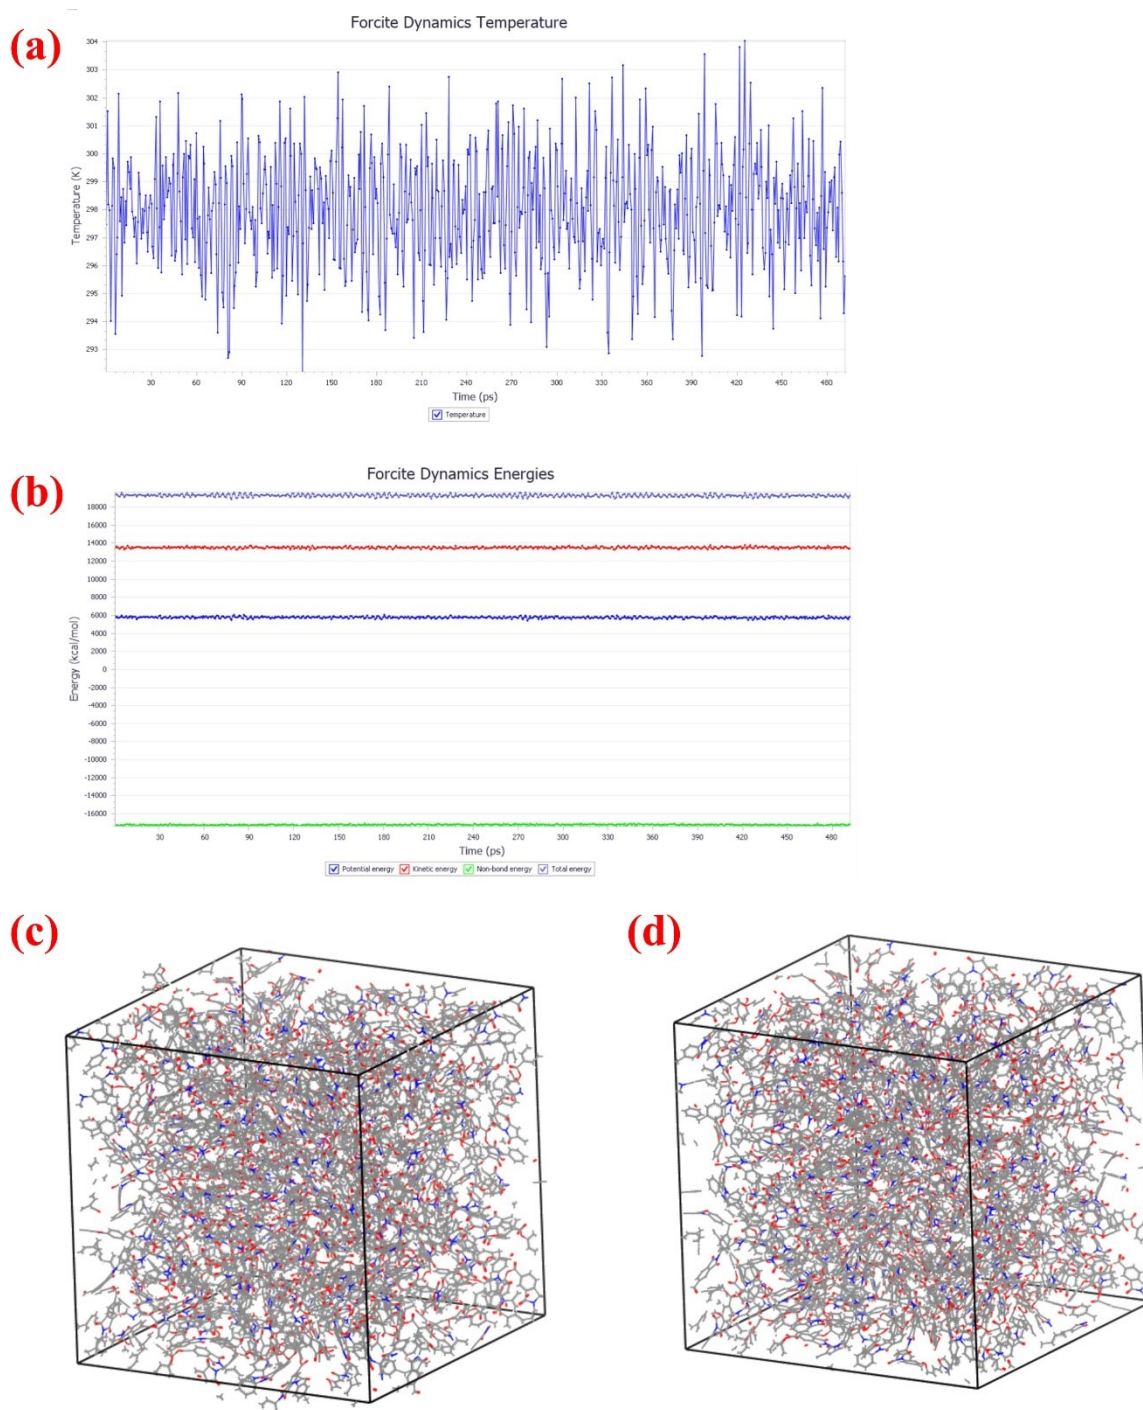 (a)
Forcite Dynamics Temperature
304
303
302
301
300
299
298
297
296
295
294
293
Temperature (K)
30 60 90 120 150 180 210 240 270 300 330 360 390 420 450 480
Time (ps)
Temperature
(b)
Forcite Dynamics Energies
18000
16000
14000
12000
10000
8000
6000
4000
2000
0
-2000
-4000
-6000
-8000
-10000
-12000
-14000
-16000
Energy (kcal/mol)
30 60 90 120 150 180 210 240 270 300 330 360 390 420 450 480
Time (ps)
Potential energy Kinetic energy Non-bond energy Total energy
(c)
(d)